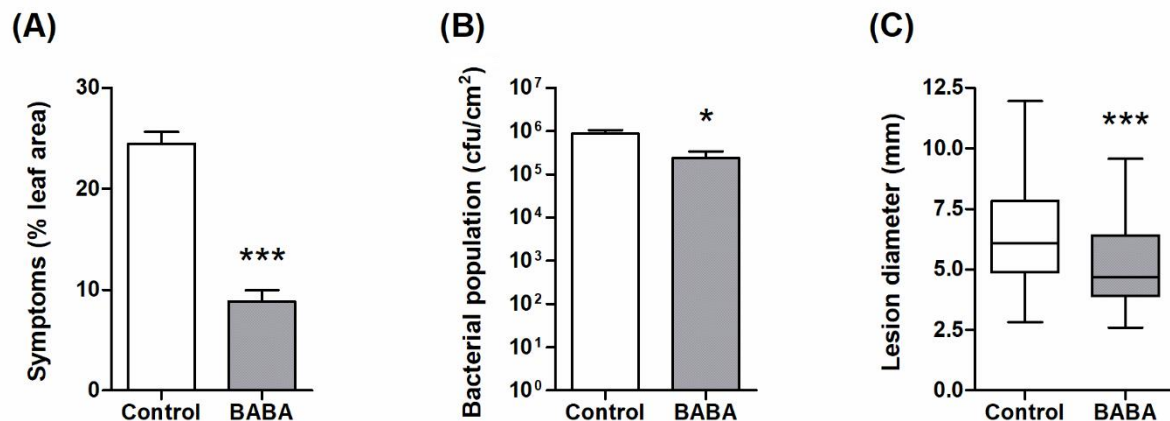 (A)
Symptoms (% leaf area)
30
20
10
0
***
Control
BABA
(B)
Bacterial population (cfu/cm²)
10⁷
10⁶
10⁵
10⁴
10³
10²
10¹
10⁰
*
Control
BABA
(C)
Lesion diameter (mm)
12.5
10.0
7.5
5.0
2.5
0.0
***
Control
BABA